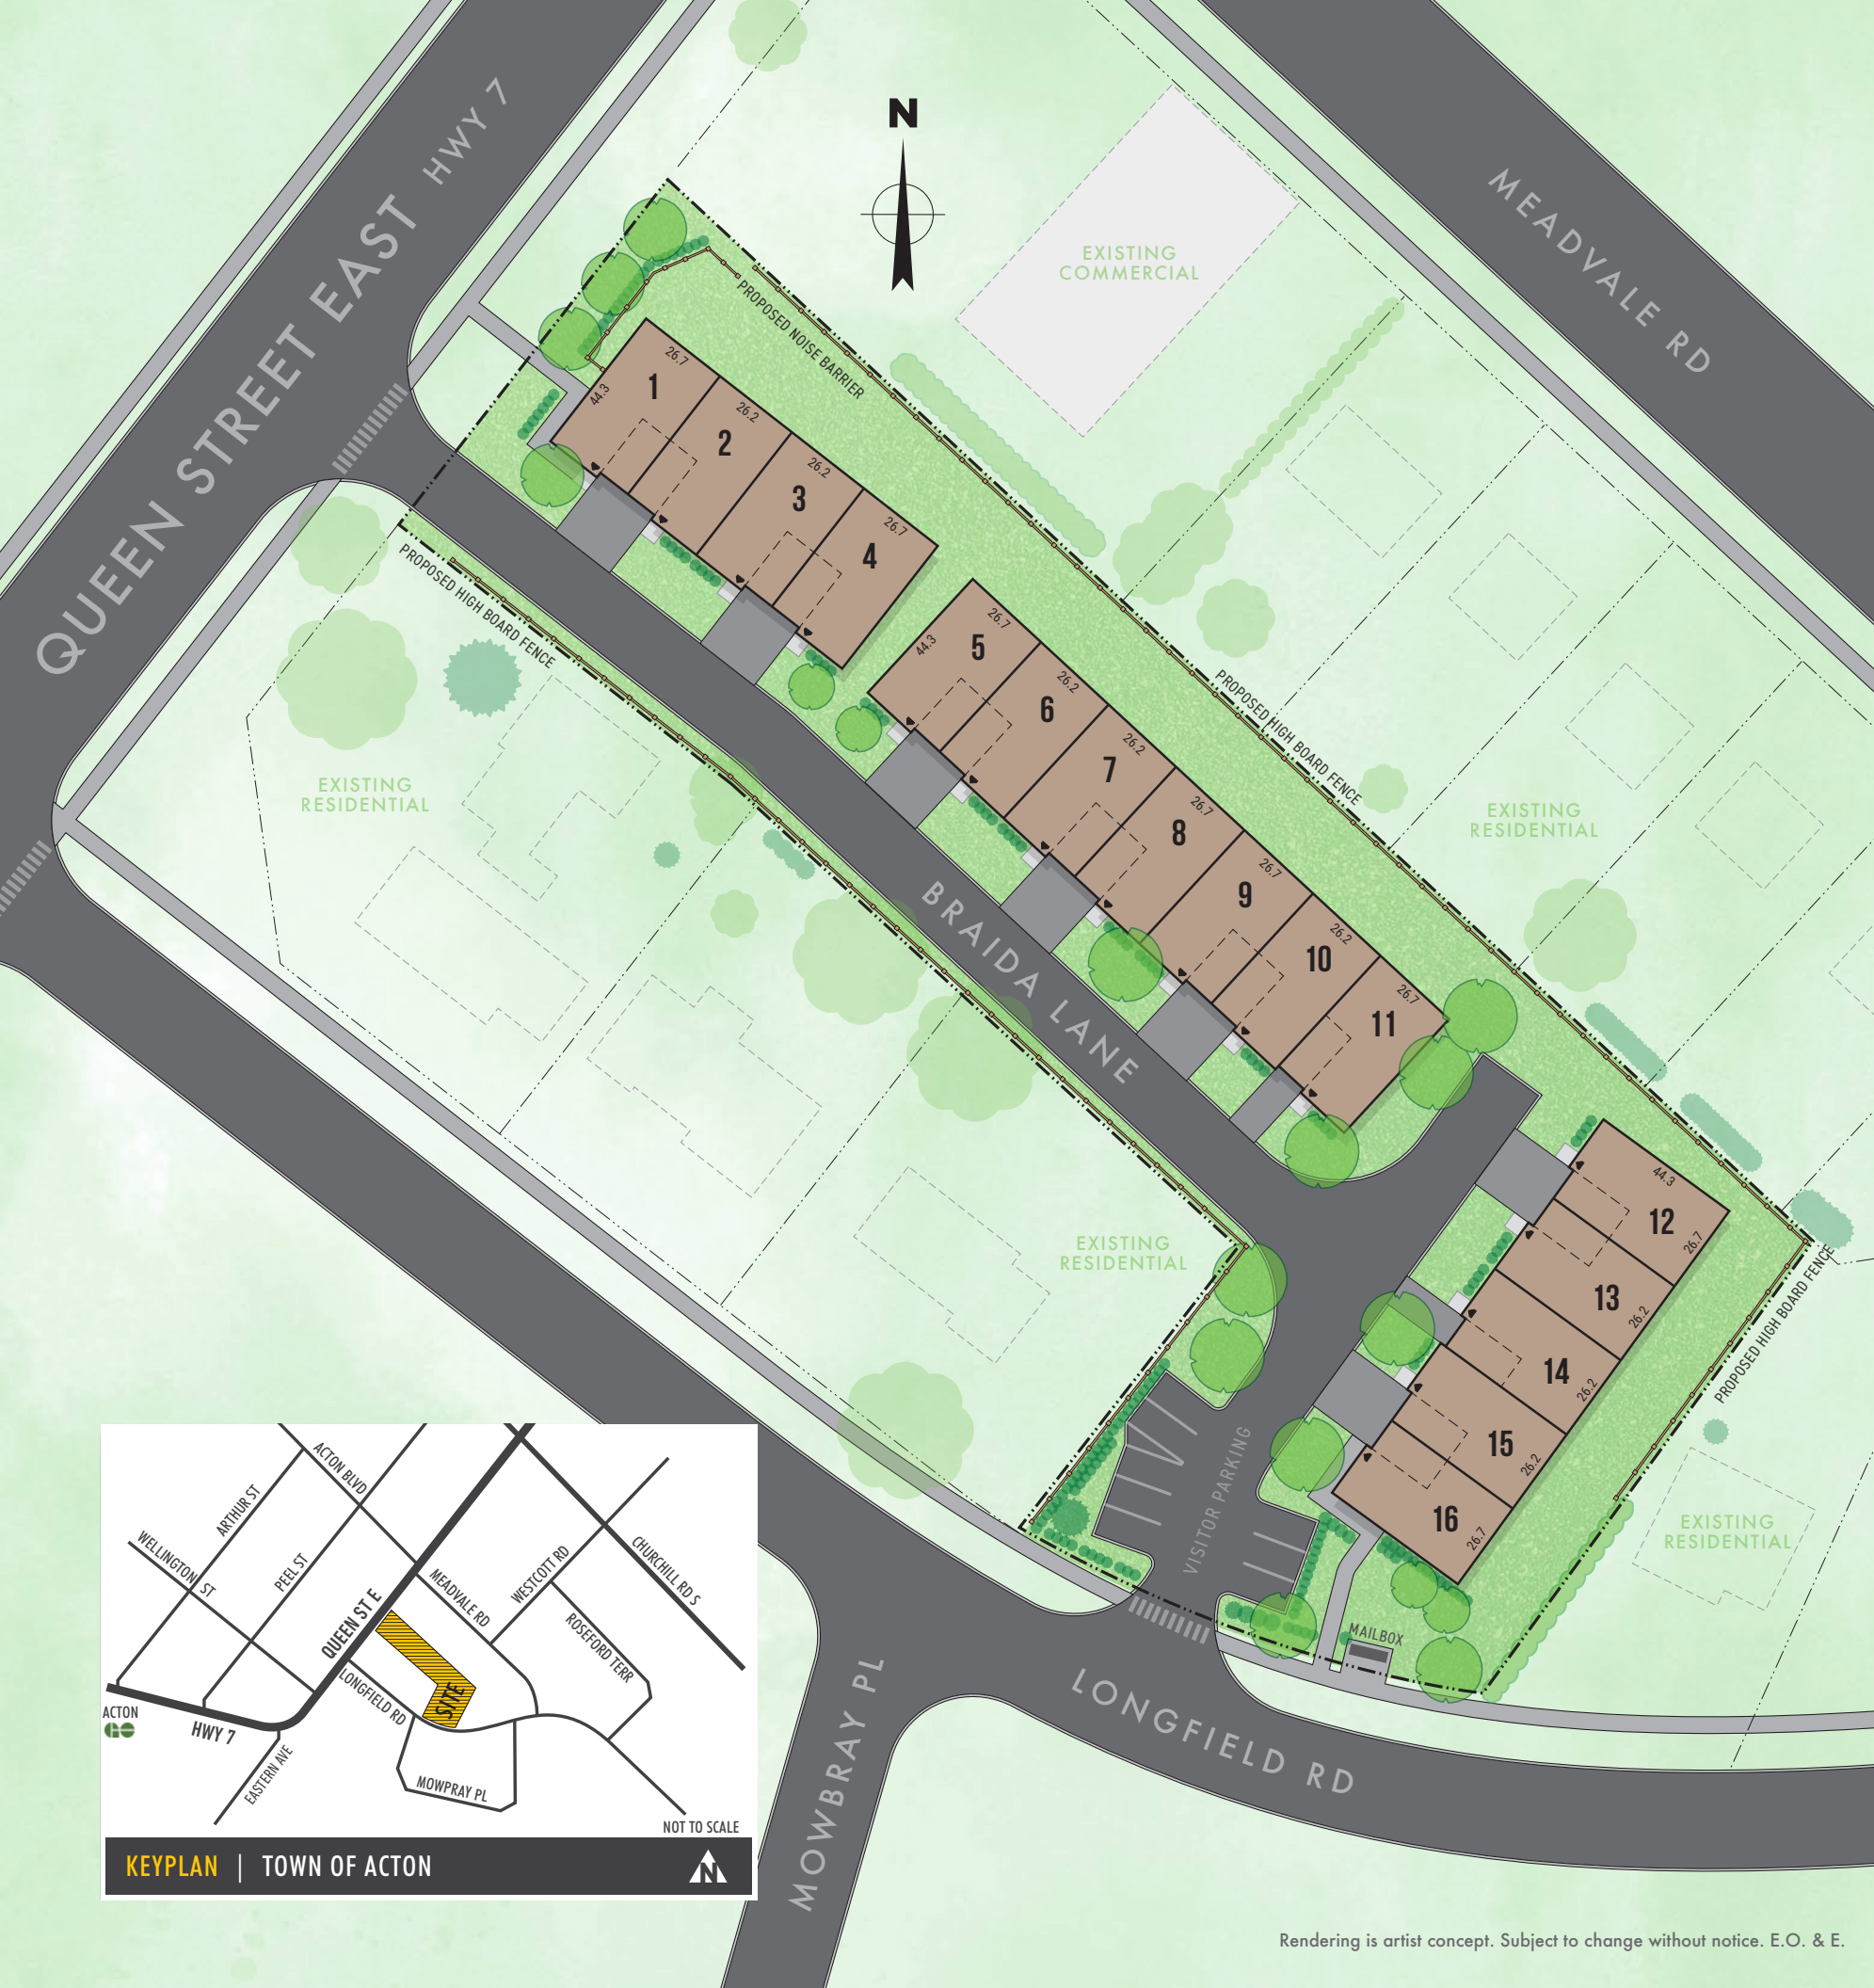 QUEEN STREET EAST HWY 7
N
MEADVALE RD
EXISTING
COMMERCIAL
PROPOSED NOISE BARRIER
1
26.7
44.3
2
26.2
3
26.2
4
26.7
PROPOSED HIGH BOARD FENCE
5
26.7
44.3
6
26.2
7
26.2
8
26.7
9
26.7
10
26.2
11
26.7
PROPOSED HIGH BOARD FENCE
EXISTING
RESIDENTIAL
EXISTING
RESIDENTIAL
BRAIDA LANE
12
44.3
26.7
13
26.2
14
26.2
15
26.2
16
26.7
PROPOSED HIGH BOARD FENCE
EXISTING
RESIDENTIAL
EXISTING
RESIDENTIAL
VISITOR PARKING
MAILBOX
LONGFIELD RD
MOWBRAY PL
ACTON BLVD
ARTHUR ST
WELLINGTON ST
PEEL ST
QUEEN ST E
MEADVALE RD
WESTCOTT RD
CHURCHILL RD S
ROSEFORD TERR
LONGFIELD RD
SITE
ACTON
GO
HWY 7
EASTERN AVE
MOWPRAY PL
NOT TO SCALE
KEYPLAN | TOWN OF ACTON
N
Rendering is artist concept. Subject to change without notice. E.O. & E.